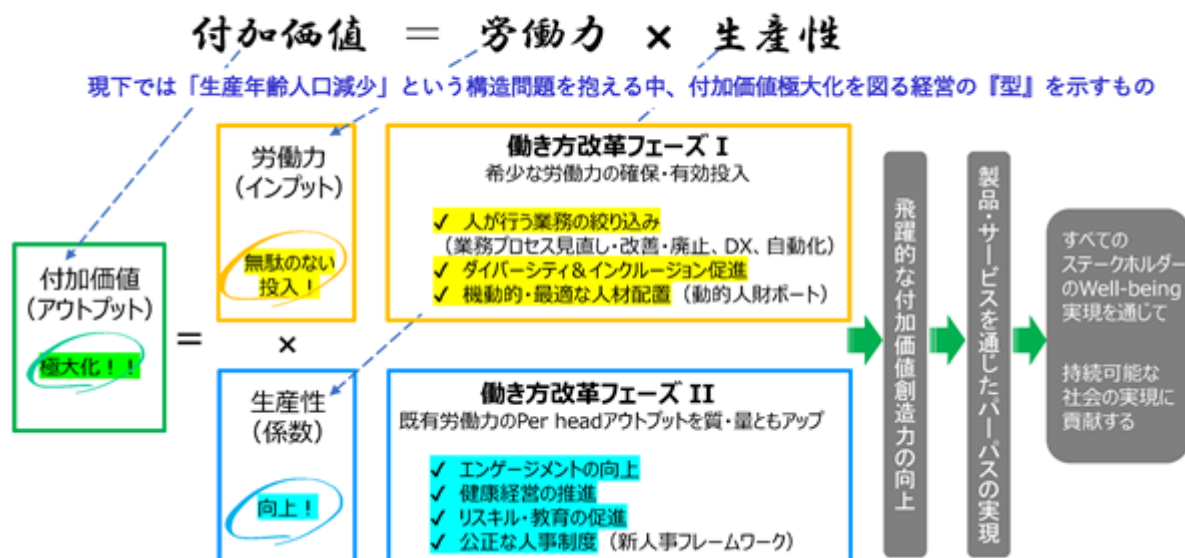 付加価値 = 労働力 × 生産性
現下では「生産年齢人口減少」という構造問題を抱える中、付加価値極大化を図る経営の『型』を示すもの
付加価値
(アウトプット)
極大化！！
=
労働力
(インプット)
無駄のない
投入！
×
生産性
(係数)
向上！
働き方改革フェーズ I
希少な労働力の確保・有効投入
✓ 人が行う業務の絞り込み
(業務プロセス見直し・改善・廃止、DX、自動化)
✓ ダイバーシティ＆インクルージョン促進
✓ 機動的・最適な人材配置 (動的人財ポート)
働き方改革フェーズ II
既有労働力のPer headアウトプットを質・量ともアップ
✓ エンゲージメントの向上
✓ 健康経営の推進
✓ リスキル・教育の促進
✓ 公正な人事制度 (新人事フレームワーク)
飛躍的な付加価値創造力の向上
製品・サービスを通じたパーパスの実現
すべての
ステークホルダー
のWell-being
実現を通じて
持続可能な
社会の実現に
貢献する